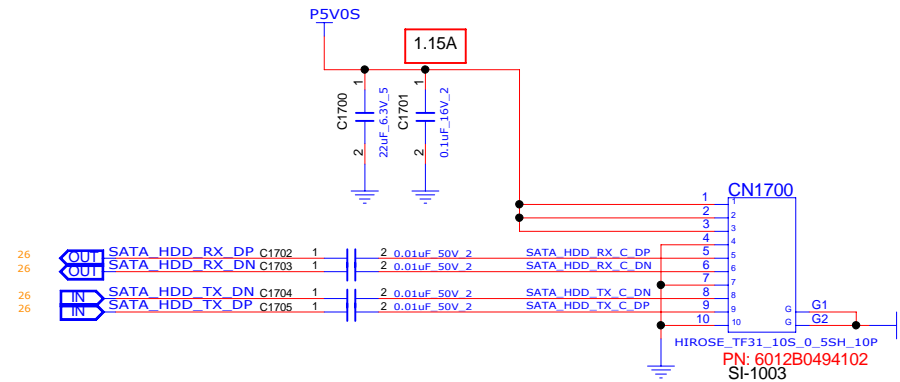 P5V0S
1.15A
1 1
C1700 22uF_6.3V_5 C1701 0.1uF_16V_2
2 2
CN1700
1 1
2 2
3 3
4 4
26 OUT SATA_HDD_RX_DP C1702 1 2 0.01uF_50V_2 SATA_HDD_RX_C_DP 5 5
26 OUT SATA_HDD_RX_DN C1703 1 2 0.01uF_50V_2 SATA_HDD_RX_C_DN 6 6
7 7
26 IN SATA_HDD_TX_DN C1704 1 2 0.01uF_50V_2 SATA_HDD_TX_C_DN 8 8
26 IN SATA_HDD_TX_DP C1705 1 2 0.01uF_50V_2 SATA_HDD_TX_C_DP 9 9 G G1
10 10 G G2
HIROSE_TF31_10S_0_5SH_10P
PN: 6012B0494102
SI-1003